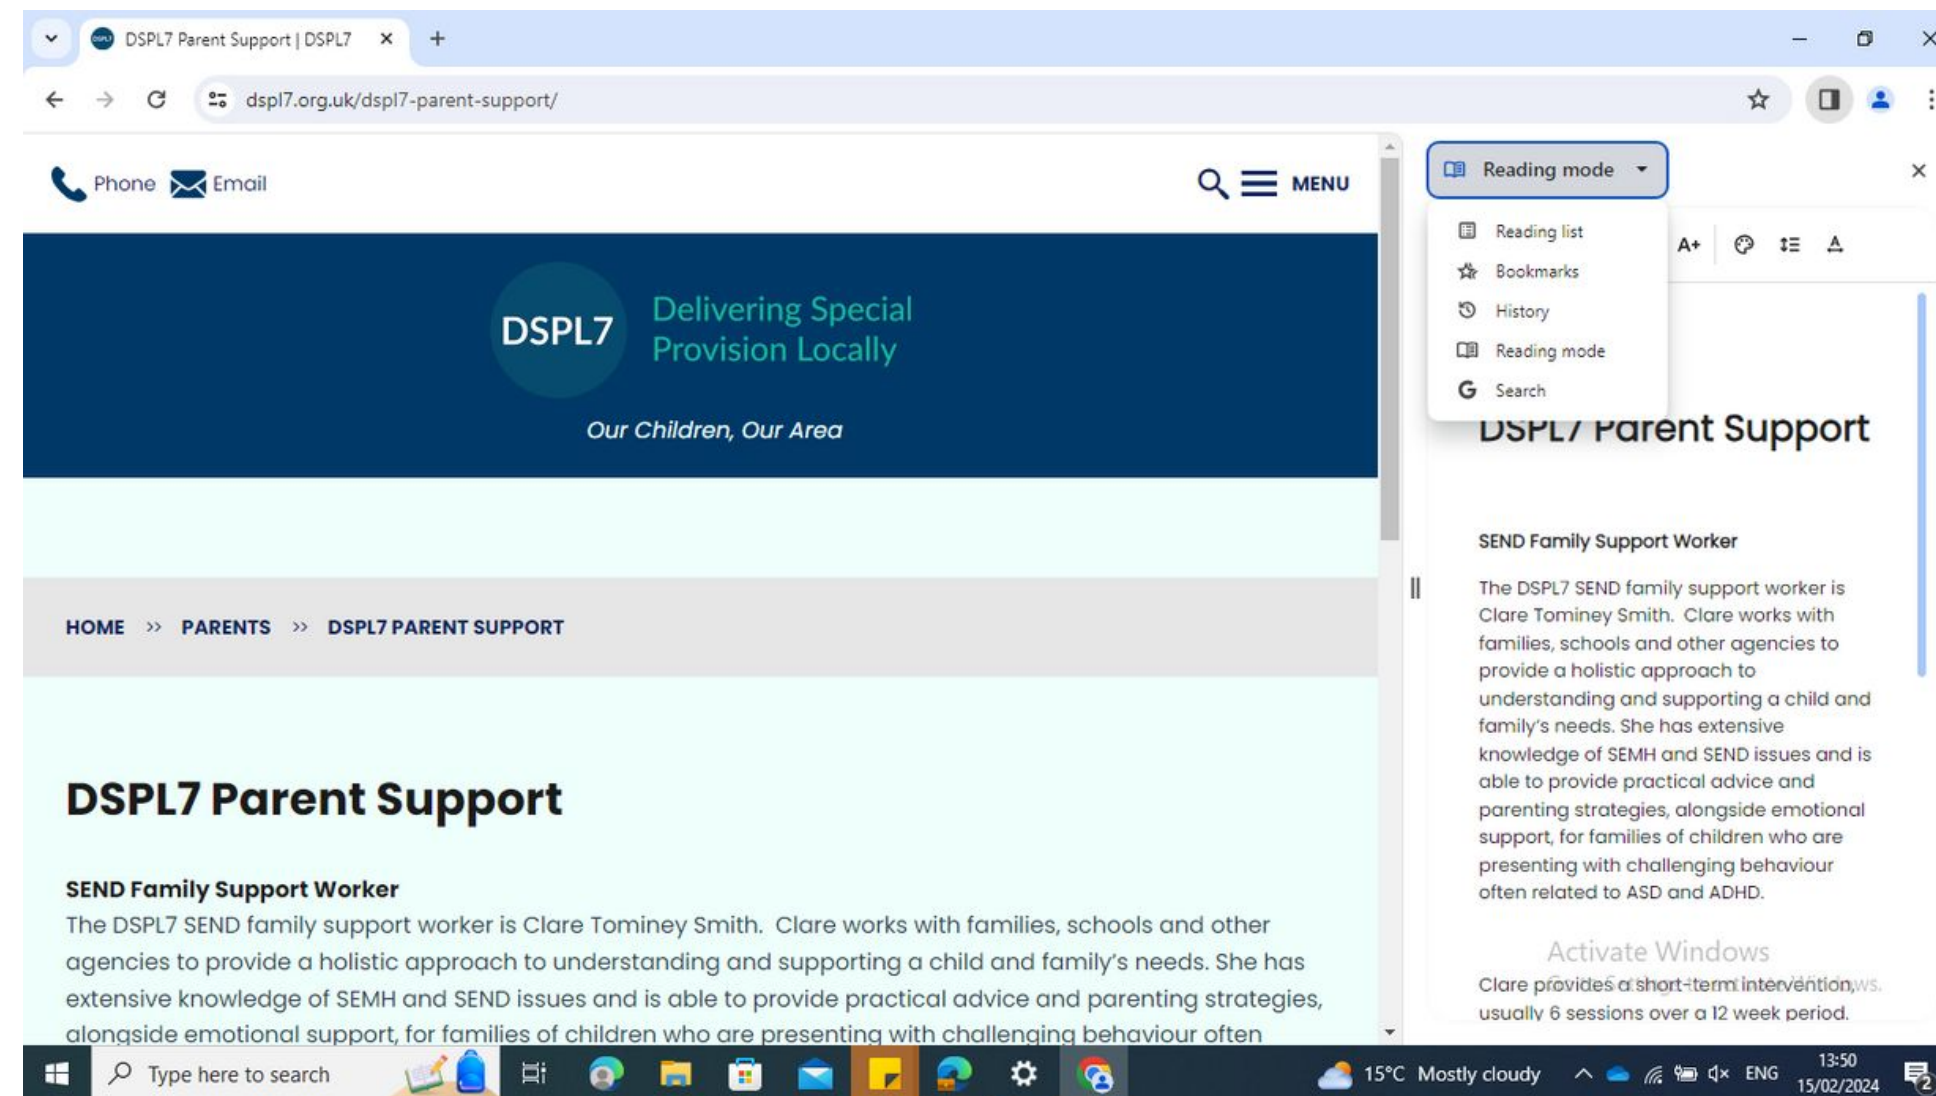 DSPL7 Parent Support | DSPL7
dspl7.org.uk/dspl7-parent-support/
Phone Email
MENU
DSPL7
Delivering Special
Provision Locally
Our Children, Our Area
HOME >> PARENTS >> DSPL7 PARENT SUPPORT
DSPL7 Parent Support
SEND Family Support Worker
The DSPL7 SEND family support worker is Clare Tominey Smith. Clare works with families, schools and other
agencies to provide a holistic approach to understanding and supporting a child and family's needs. She has
extensive knowledge of SEMH and SEND issues and is able to provide practical advice and parenting strategies,
alongside emotional support, for families of children who are presenting with challenging behaviour often
Reading mode
Reading list
Bookmarks
History
Reading mode
G Search
A+
A
DSPL7 Parent Support
SEND Family Support Worker
The DSPL7 SEND family support worker is
Clare Tominey Smith. Clare works with
families, schools and other agencies to
provide a holistic approach to
understanding and supporting a child and
family's needs. She has extensive
knowledge of SEMH and SEND issues and is
able to provide practical advice and
parenting strategies, alongside emotional
support, for families of children who are
presenting with challenging behaviour
often related to ASD and ADHD.
Activate Windows
Go to Settings to activate Windows.
Clare provides a short-term intervention,
usually 6 sessions over a 12 week period.
Type here to search
15°C Mostly cloudy
ENG
13:50
15/02/2024
2